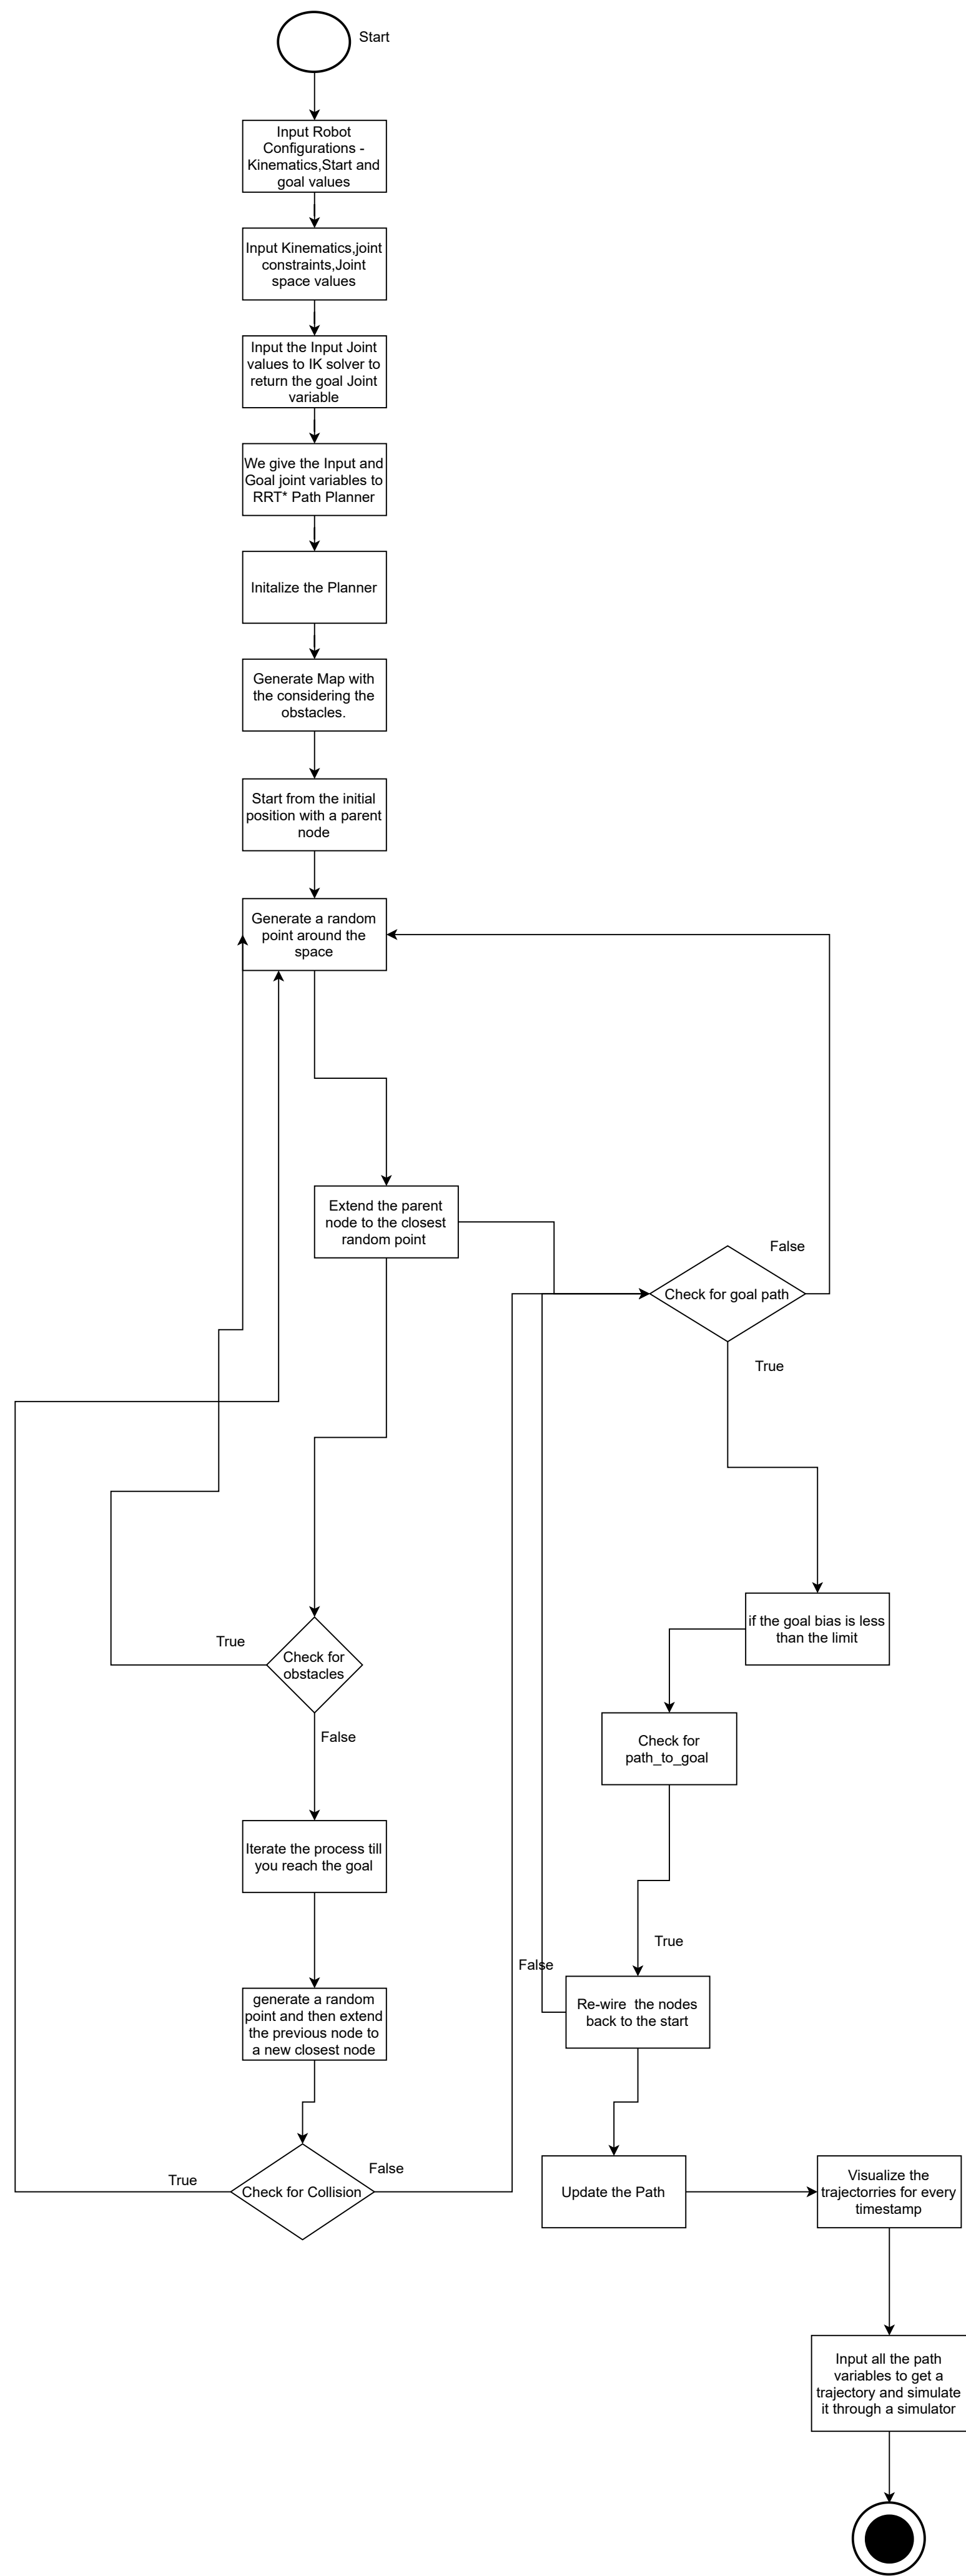 Start
Input Robot
Configurations -
Kinematics,Start and
goal values
Input Kinematics,joint
constraints,Joint
space values
Input the Input Joint
values to IK solver to
return the goal Joint
variable
We give the Input and
Goal joint variables to
RRT* Path Planner
Initalize the Planner
Generate Map with
the considering the
obstacles.
Start from the initial
position with a parent
node
Generate a random
point around the
space
Extend the parent
node to the closest
random point
False
Check for goal path
True
if the goal bias is less
than the limit
True
Check for
obstacles
False
Check for
path_to_goal
Iterate the process till
you reach the goal
True
False
Re-wire  the nodes
back to the start
generate a random
point and then extend
the previous node to
a new closest node
True
Check for Collision
False
Update the Path
Visualize the
trajectorries for every
timestamp
Input all the path
variables to get a
trajectory and simulate
it through a simulator